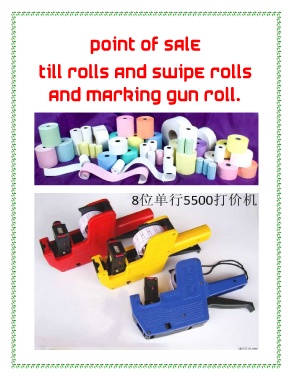 point of sale
till rolls and swipe rolls
and marking gun roll.
8位单行5500打价机